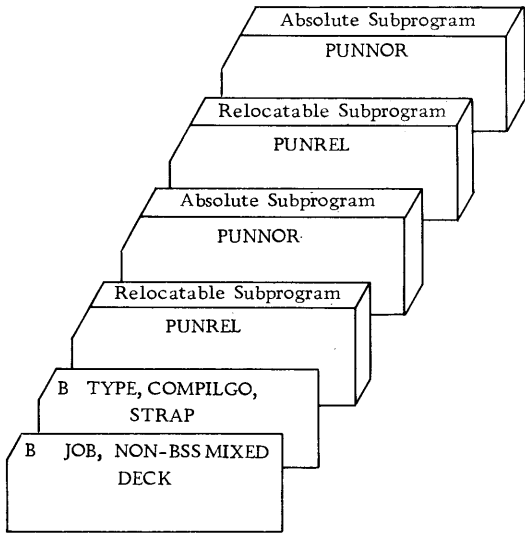 Absolute Subprogram
PUNNOR
Relocatable Subprogram
PUNREL
Absolute Subprogram
PUNNOR
Relocatable Subprogram
PUNREL
B TYPE, COMPILGO,
STRAP
B JOB, NON-BSS MIXED
DECK